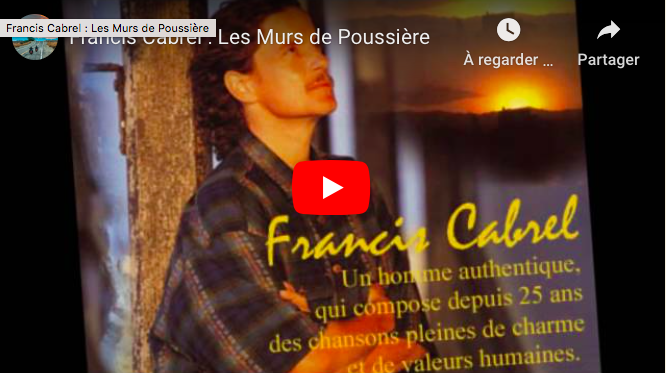 Francis Cabrel : Les Murs de Poussière
Francis Cabrel : Les Murs de Poussière
À regarder ...
Partager
Francis Cabrel
Un homme authentique,
qui compose depuis 25 ans
des chansons pleines de charme
et de valeurs humaines.